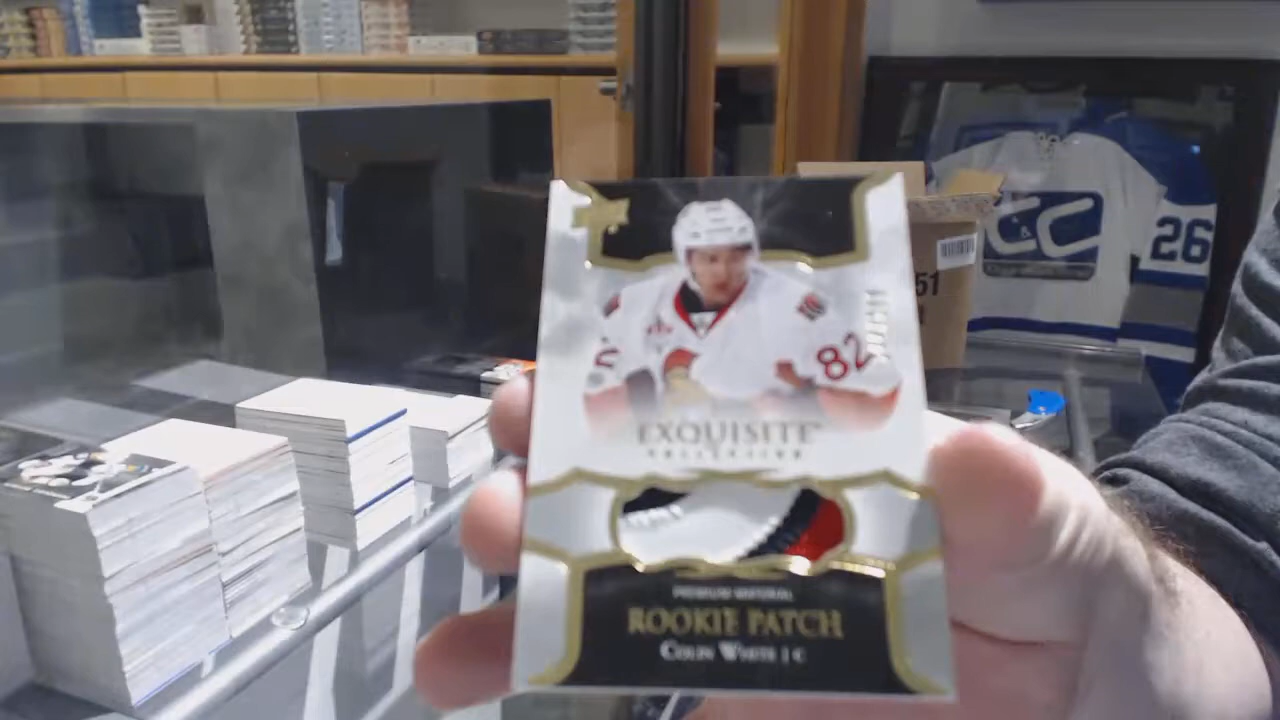 51
C&C
26
82
EXQUISITE
COLLECTION
PREMIUM MATERIAL
ROOKIE PATCH
COLIN WHITE | C